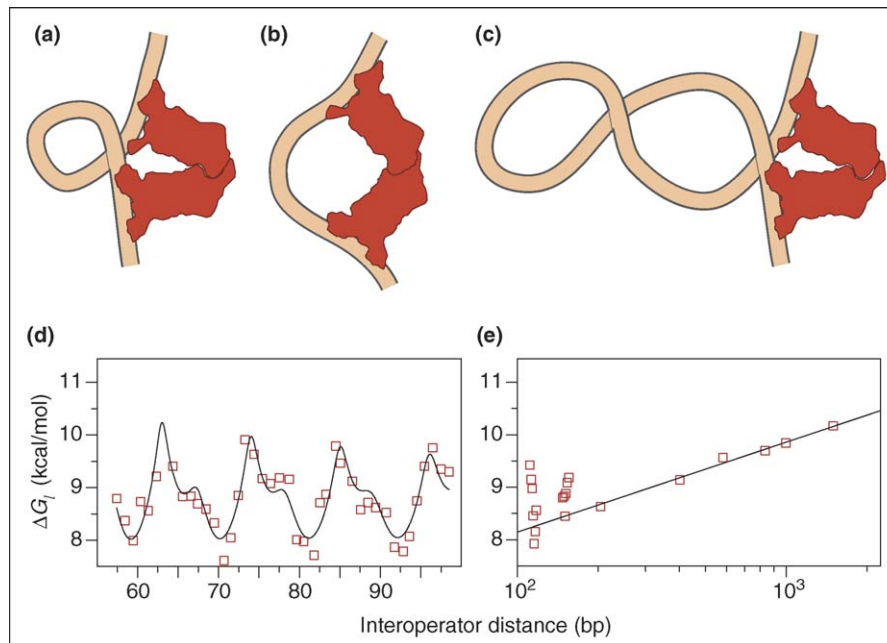 (a)
(b)
(c)
(d)
(e)
ΔG_l (kcal/mol)
11
10
9
8
60 70 80 90
11
10
9
8
10² 10³
Interoperator distance (bp)